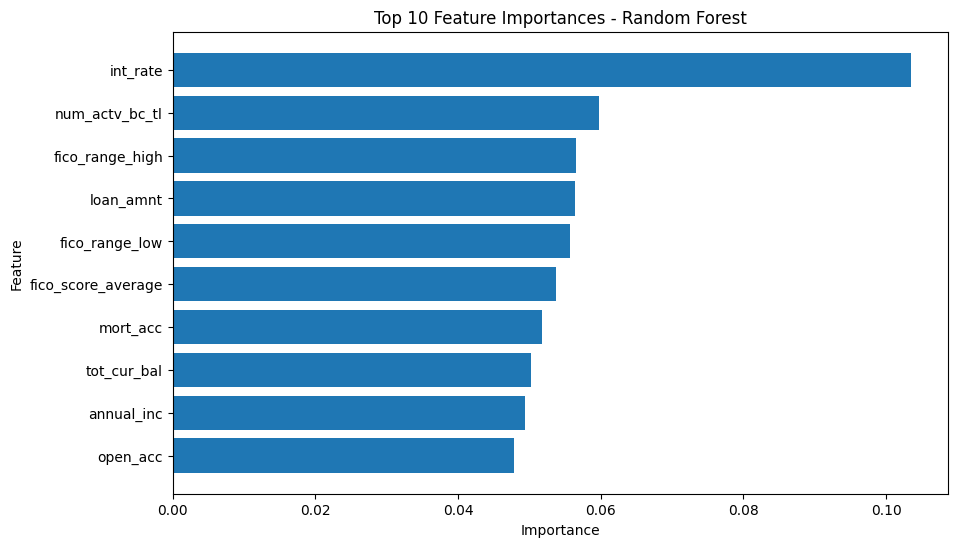 Top 10 Feature Importances - Random Forest
Feature
int_rate
num_actv_bc_tl
fico_range_high
loan_amnt
fico_range_low
fico_score_average
mort_acc
tot_cur_bal
annual_inc
open_acc
0.00 0.02 0.04 0.06 0.08 0.10
Importance